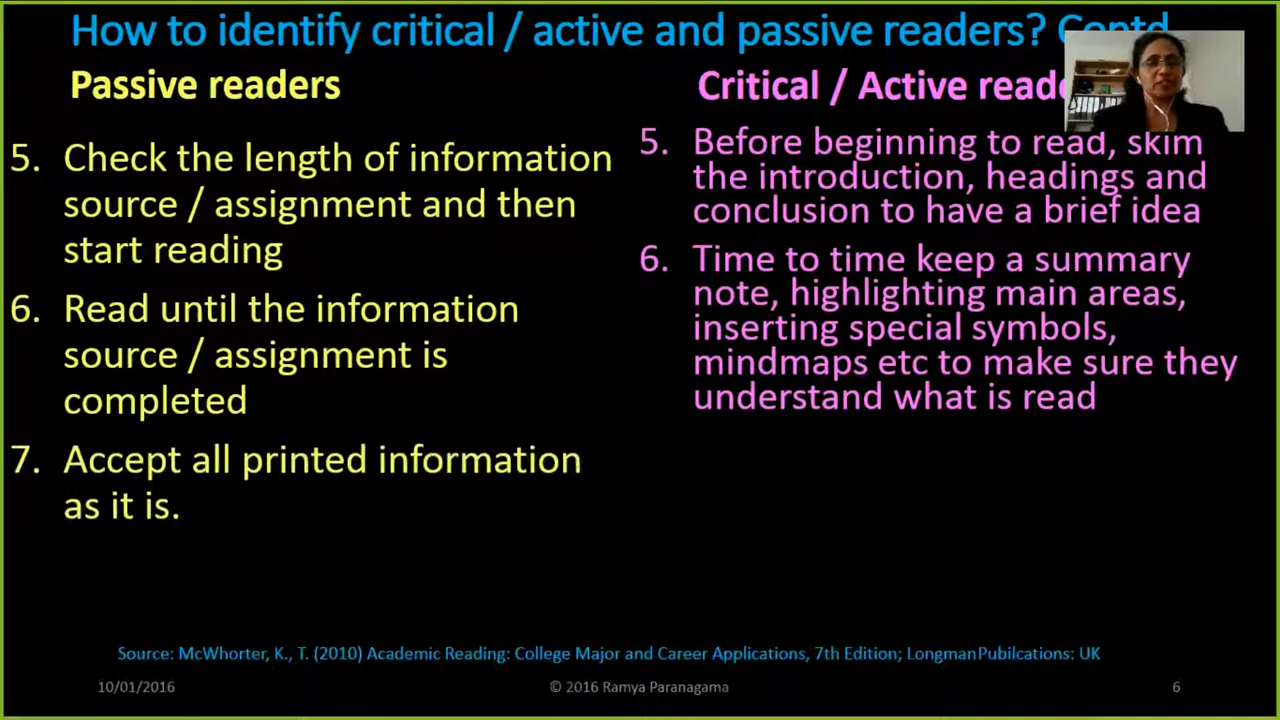 How to identify critical / active and passive readers? Contd
Passive readers
5. Check the length of information
source / assignment and then
start reading
6. Read until the information
source / assignment is
completed
7. Accept all printed information
as it is.
Critical / Active
5. Before beginning to read, skim
the introduction, headings and
conclusion to have a brief idea
6. Time to time keep a summary
note, highlighting main areas,
inserting special symbols,
mindmaps etc to make sure they
understand what is read
Source: McWhorter, K., T. (2010) Academic Reading: College Major and Career Applications, 7th Edition; LongmanPubilcations: UK
10/01/2016
© 2016 Ramya Paranagama
6